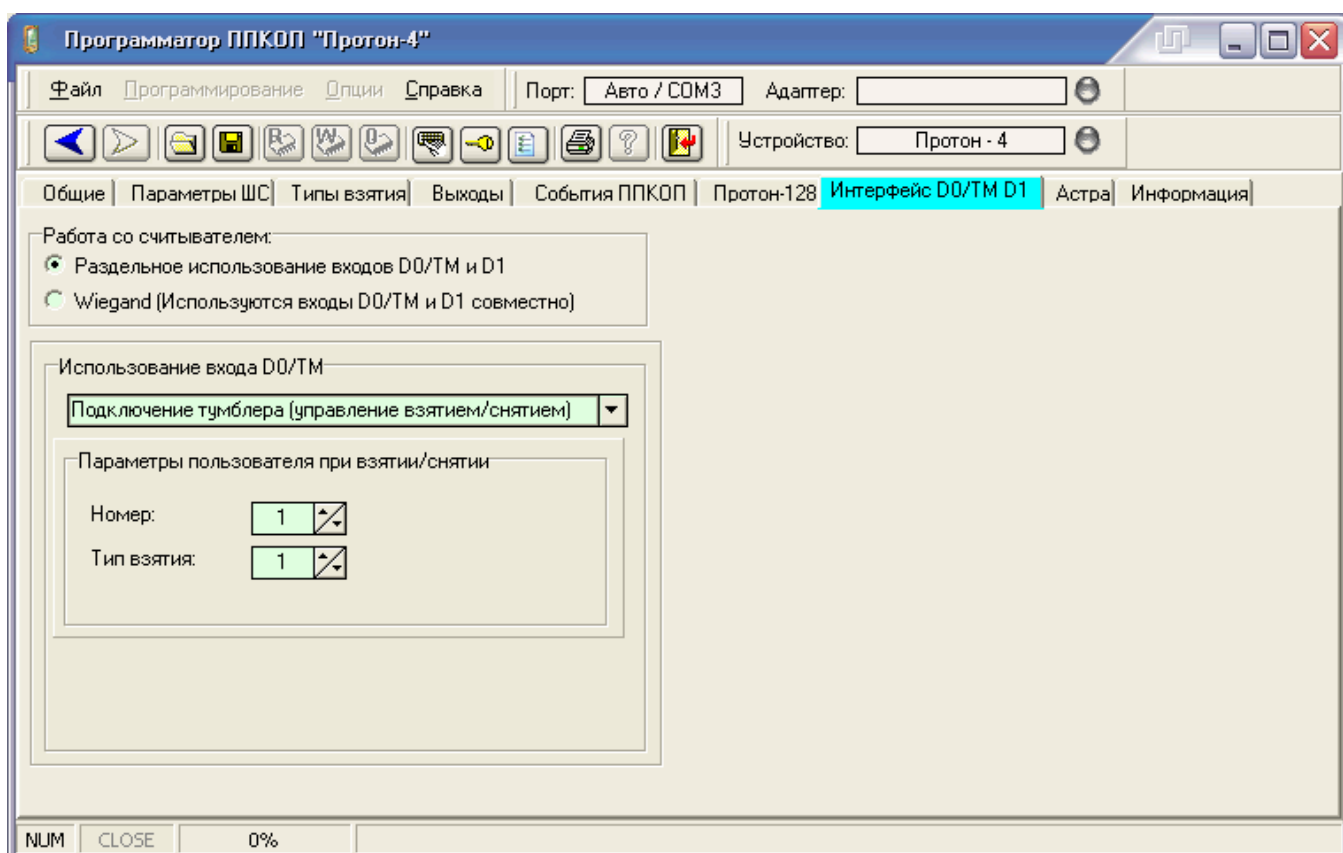 Программатор ППКОП "Протон-4"
Файл Программирование Опции Справка Порт: Авто / COM3 Адаптер:
Устройство: Протон - 4
Общие Параметры ШС Типы взятия Выходы События ППКОП Протон-128 Интерфейс D0/TM D1 Астра Информация
Работа со считывателем:
Раздельное использование входов D0/TM и D1
Wiegand (Используются входы D0/TM и D1 совместно)
Использование входа D0/TM
Подключение тумблера (управление взятием/снятием)
Параметры пользователя при взятии/снятии
Номер: 1
Тип взятия: 1
NUM CLOSE 0%